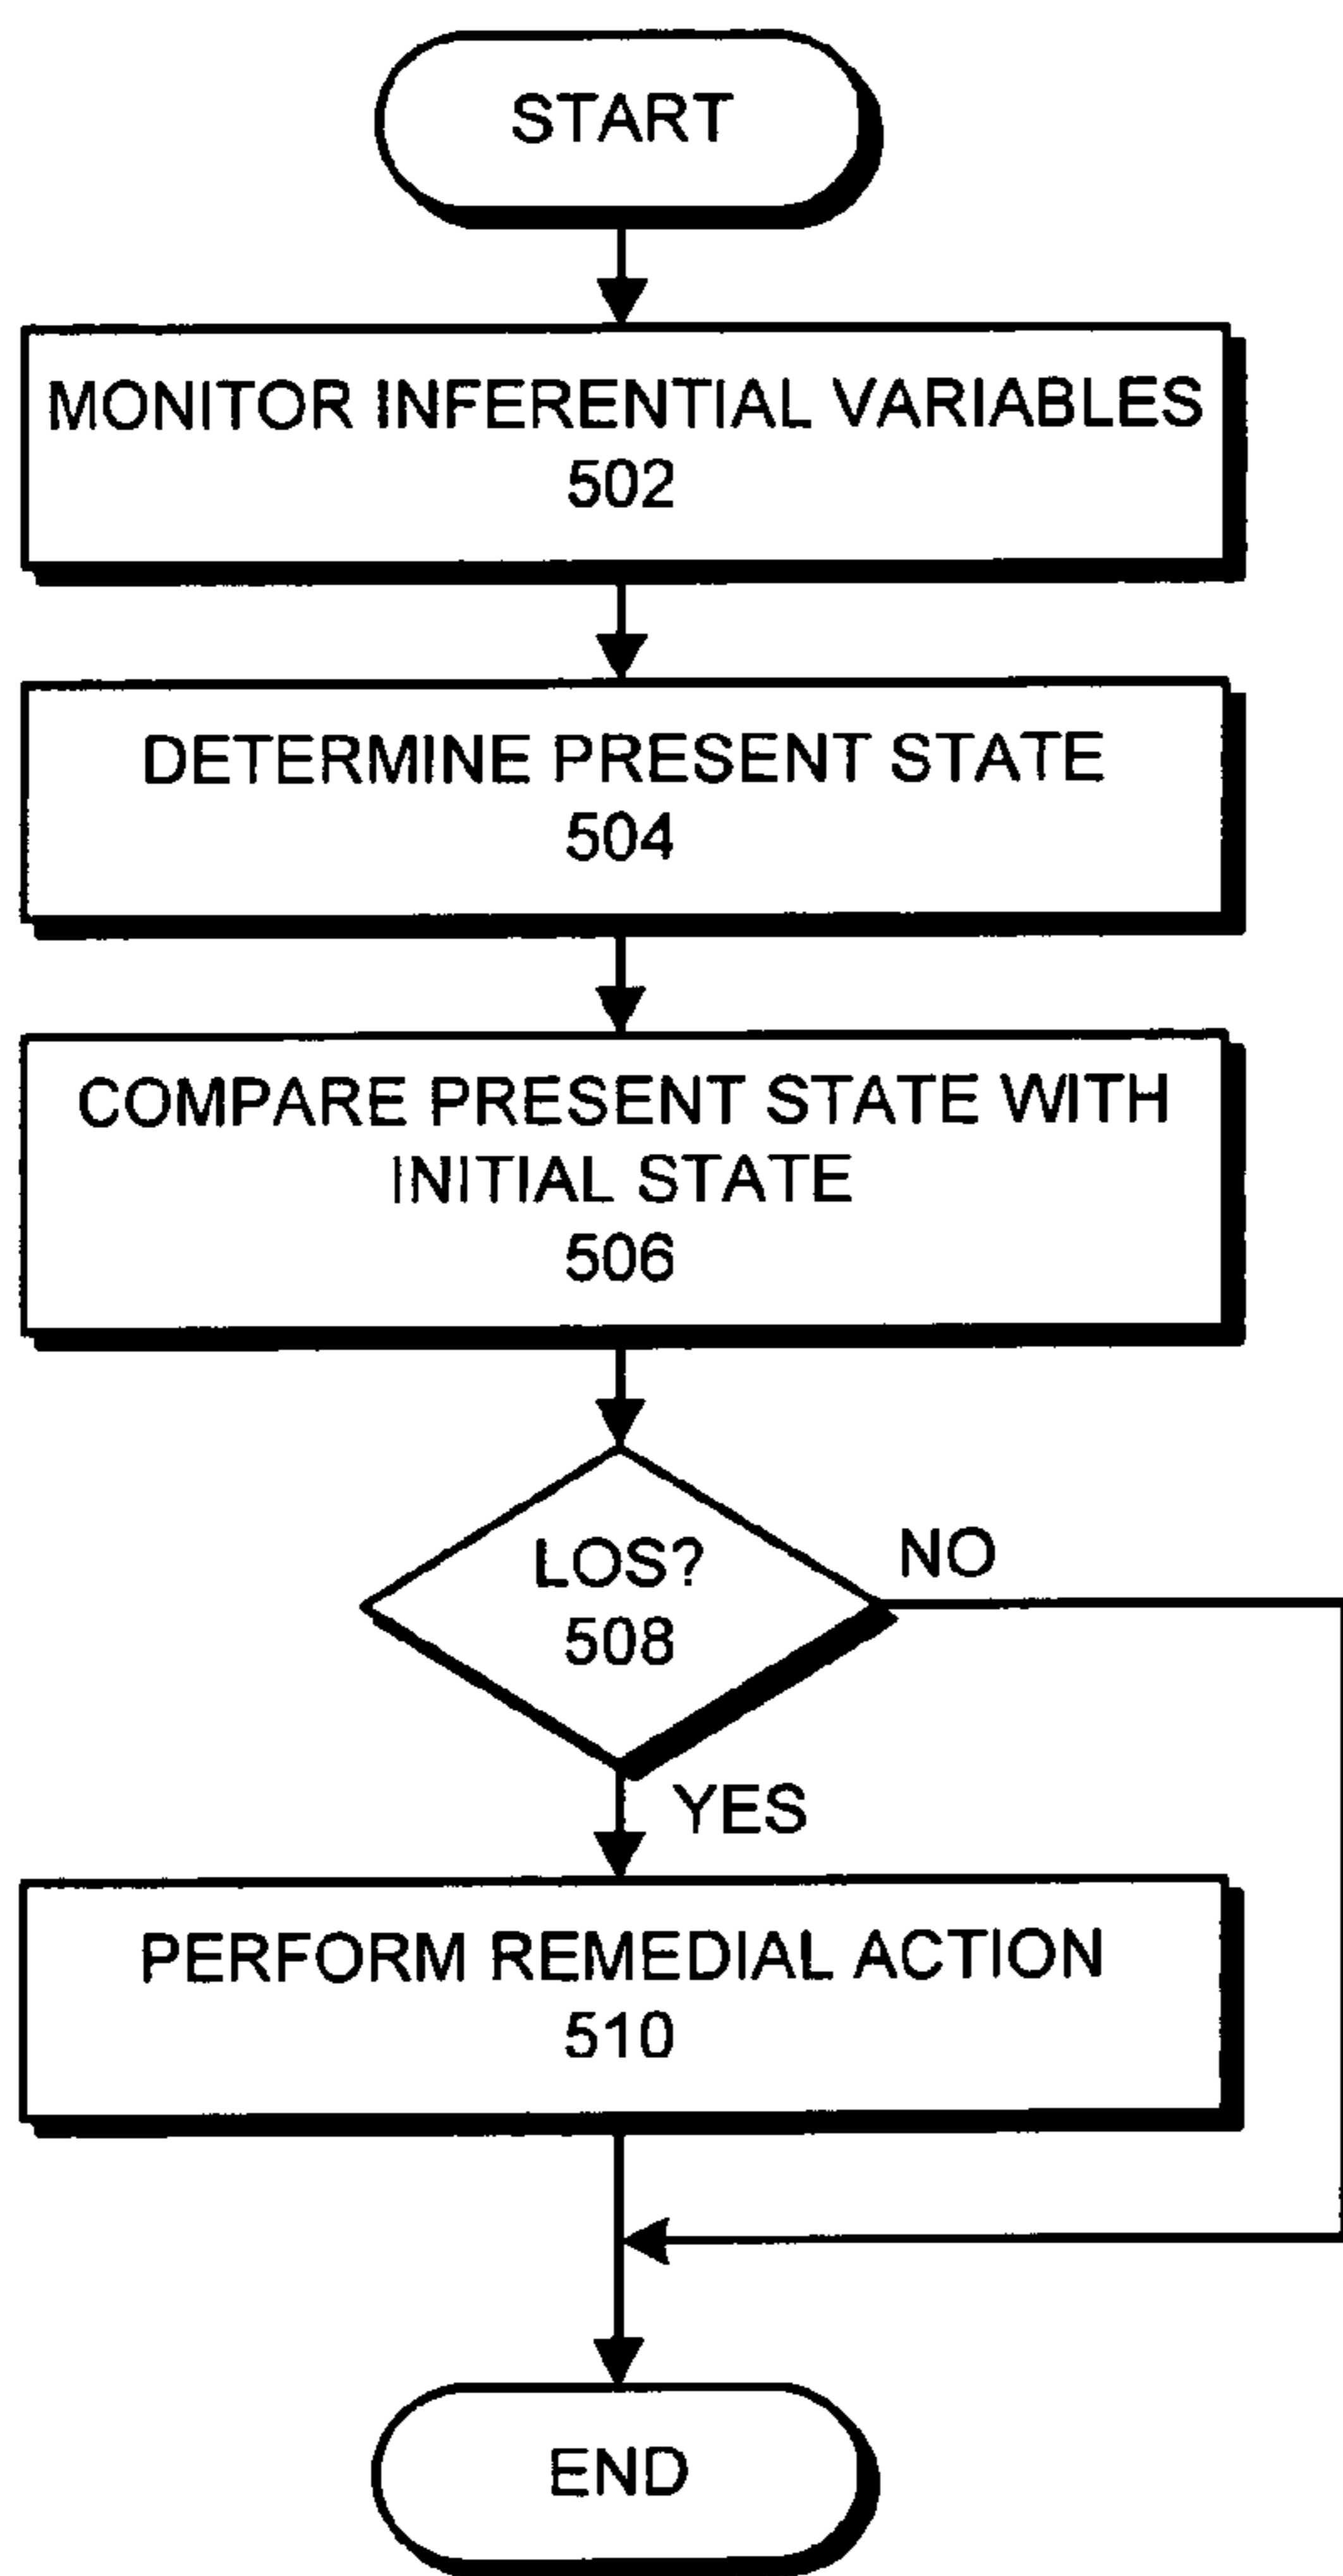 START
MONITOR INFERENTIAL VARIABLES
502
DETERMINE PRESENT STATE
504
COMPARE PRESENT STATE WITH
INITIAL STATE
506
LOS?
508
NO
YES
PERFORM REMEDIAL ACTION
510
END